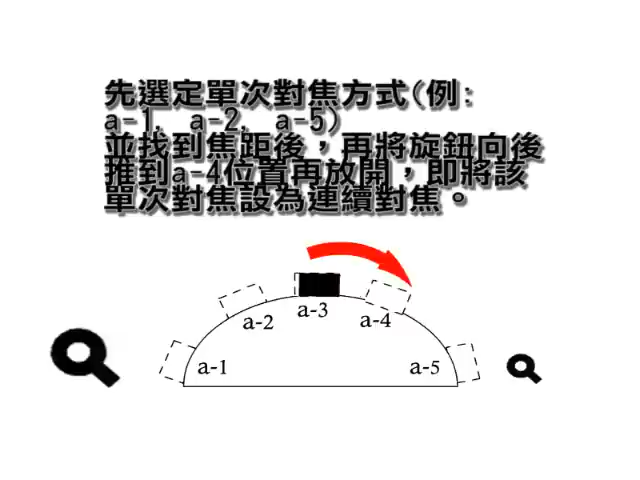 先選定單次對焦方式(例:
a-1, a-2, a-5)
並找到焦距後，再將旋鈕向後
推到a-4位置再放開，即將該
單次對焦設為連續對焦。
a-3
a-2
a-4
a-1
a-5